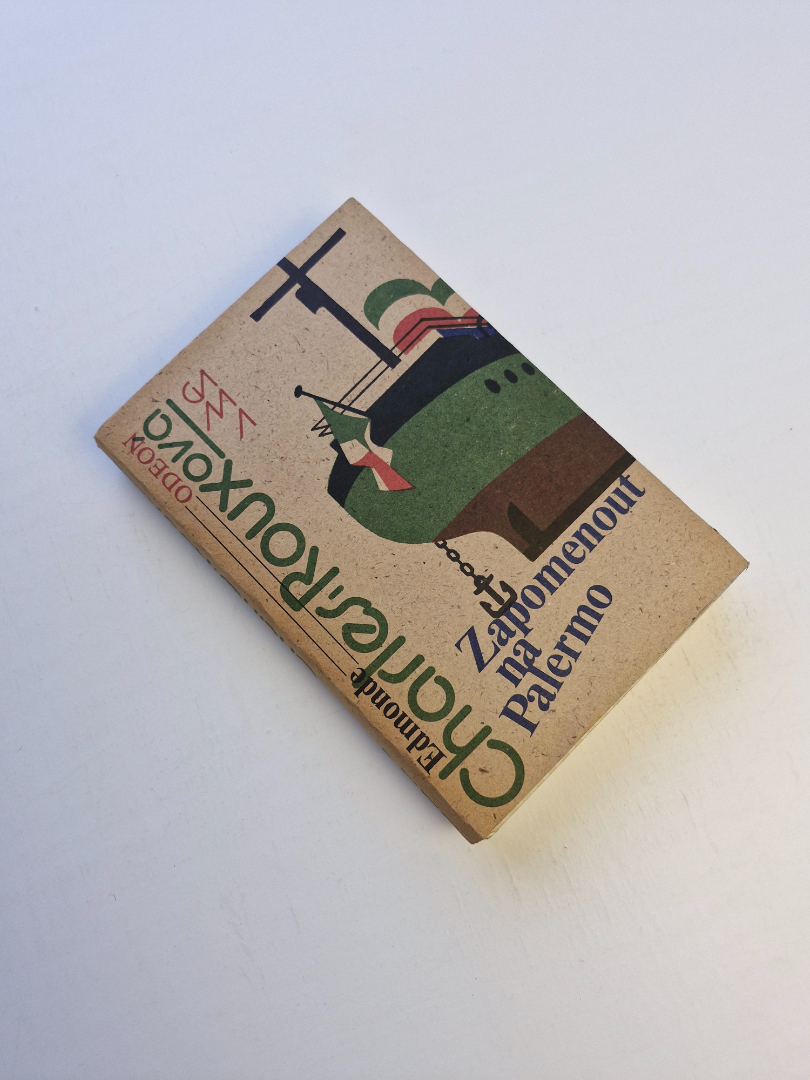 Edmonde
Charles-Rouxová
ODEON
Zapomenout
na
Palermo